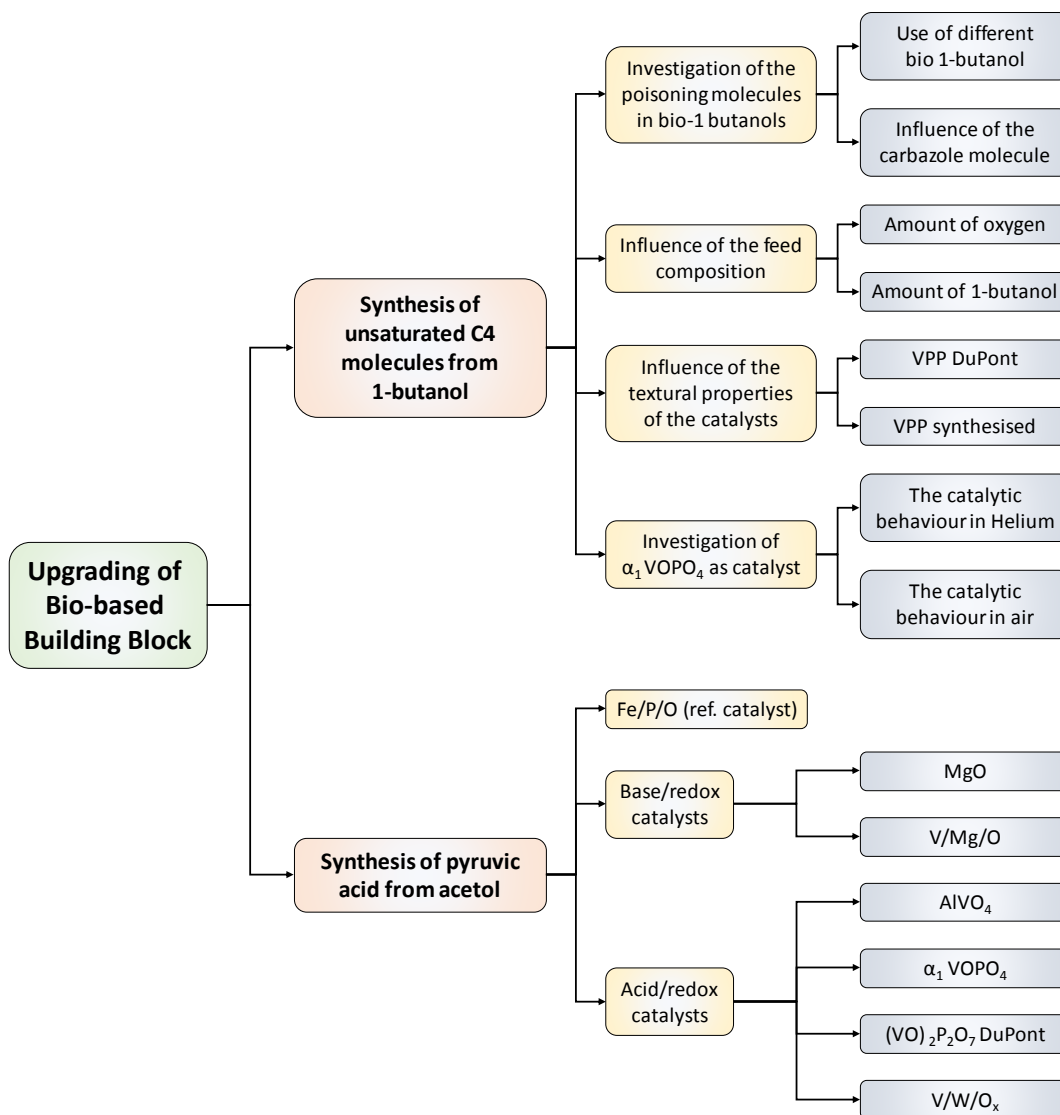 Upgrading of
Bio-based
Building Block
Synthesis of
unsaturated C4
molecules from
1-butanol
Investigation of the
poisoning molecules
in bio-1 butanols
Use of different
bio 1-butanol
Influence of the
carbazole molecule
Influence of the feed
composition
Amount of oxygen
Amount of 1-butanol
Influence of the
textural properties
of the catalysts
VPP DuPont
VPP synthesised
Investigation of
α₁ VOPO₄ as catalyst
The catalytic
behaviour in Helium
The catalytic
behaviour in air
Synthesis of pyruvic
acid from acetol
Fe/P/O (ref. catalyst)
Base/redox
catalysts
MgO
V/Mg/O
Acid/redox
catalysts
AlVO₄
α₁ VOPO₄
(VO) ₂P₂O₇ DuPont
V/W/Oₓ